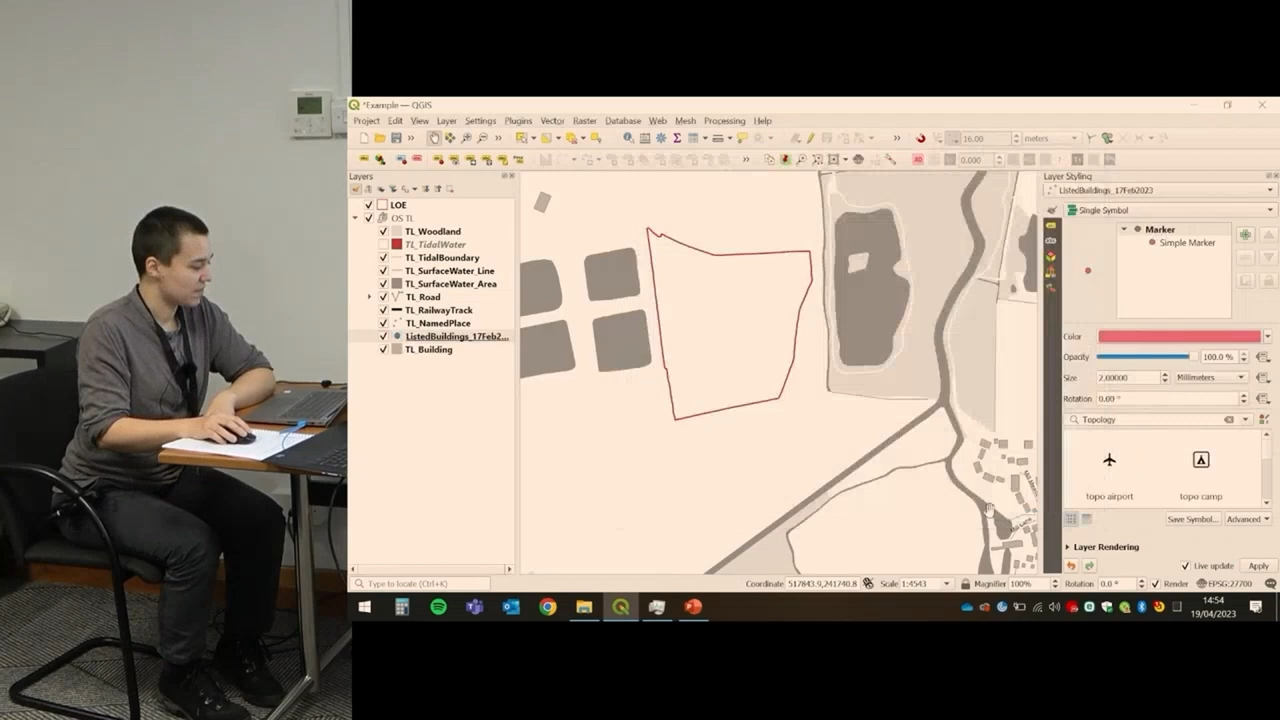 *Example — QGIS
Project Edit View Layer Settings Plugins Vector Raster Database Web Mesh Processing Help
16.00 meters
0.000
Layers
LOE
OS TL
TL_Woodland
TL_TidalWater
TL_TidalBoundary
TL_SurfaceWater_Line
TL_SurfaceWater_Area
TL_Road
TL_RailwayTrack
TL_NamedPlace
ListedBuildings_17Feb2...
TL_Building
Layer Styling
ListedBuildings_17Feb2023
Single Symbol
Marker
Simple Marker
Color
Opacity 100.0 %
Size 2.00000 Millimeters
Rotation 0.00 °
Topology
topo airport topo camp
Save Symbol... Advanced
Layer Rendering
Live update Apply
Type to locate (Ctrl+K) Coordinate 517843.9,241740.8 Scale 1:4543 Magnifier 100% Rotation 0.0 ° Render EPSG:27700
14:54
19/04/2023